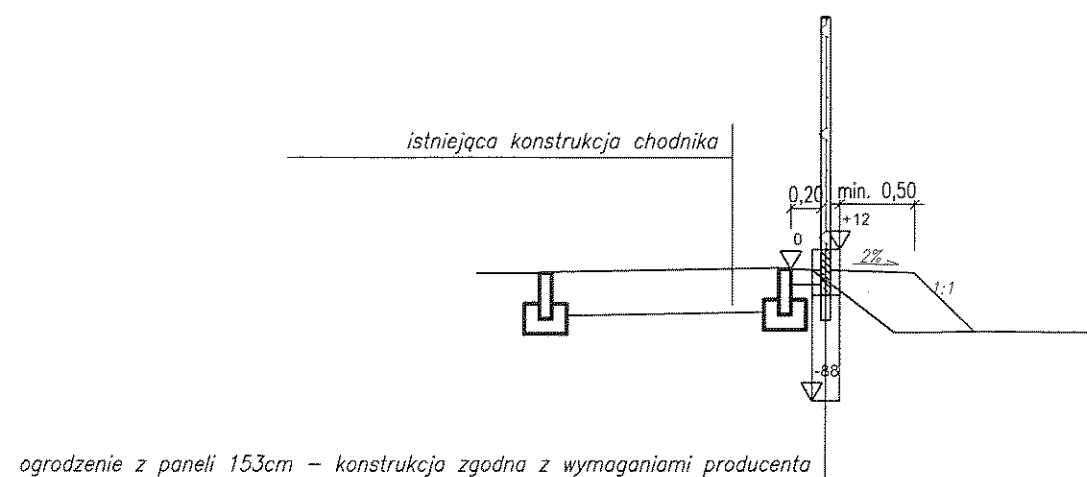 istniejąca konstrukcja chodnika
0,20 min. 0,50
+12
0
2%
1:1
-88
ogrodzenie z paneli 153cm – konstrukcja zgodna z wymaganiami producenta